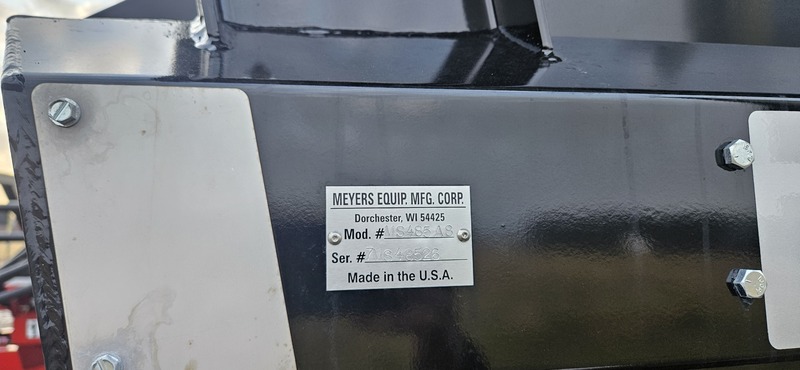 MEYERS EQUIP. MFG. CORP.
Dorchester, WI 54425
Mod. #
Ser. #
Made in the U.S.A.